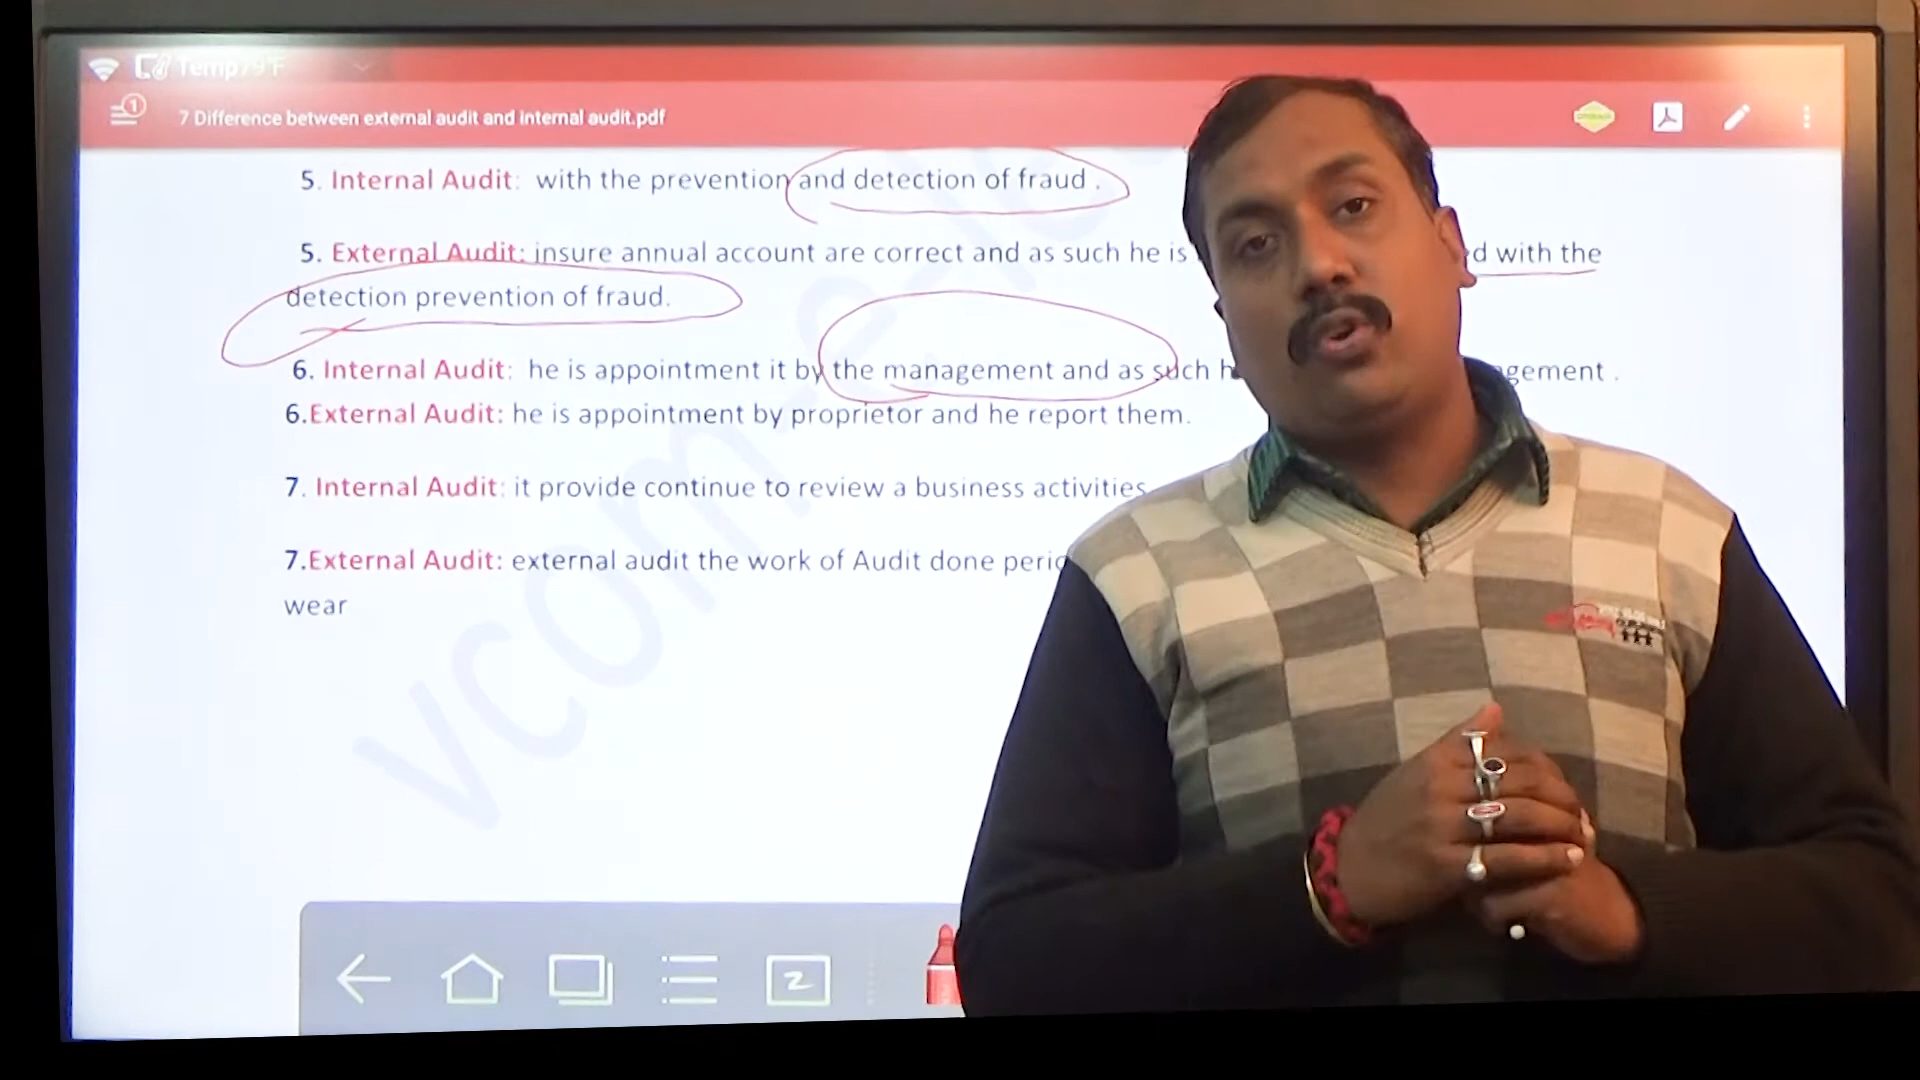 Temp79°F
7 Difference between external audit and internal audit.pdf
5. Internal Audit: with the prevention and detection of fraud .
5. External Audit: insure annual account are correct and as such he is d with the
detection prevention of fraud.
6. Internal Audit: he is appointment it by the management and as such h gement .
6.External Audit: he is appointment by proprietor and he report them.
7. Internal Audit: it provide continue to review a business activities
7.External Audit: external audit the work of Audit done perio
wear
vcom-e-
2